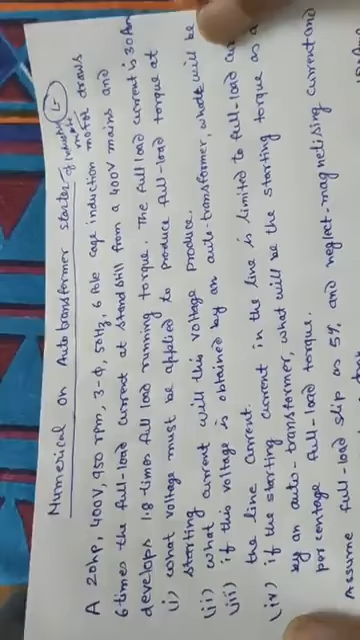 Numerical on Autotransformer starter of Induction motor (L5)
A 20hp, 400V, 950 rpm, 3-Φ, 50Hz, 6 Pole cage induction motor draws
6 times the full-load current at standstill from a 400V mains and
develops 1.8 times full load running torque. The full load current is 30 Am
(i) what voltage must be applied to produce full-load torque at
starting
(ii) what current will this voltage produce.
(iii) if this voltage is obtained by an auto-transformer, what will be
the line current.
(iv) if the starting current in the line is limited to full-load
by an auto-transformer, what will be the starting torque as a
percentage full-load torque.
Assume full-load slip as 5%, and neglect-magnetising current and